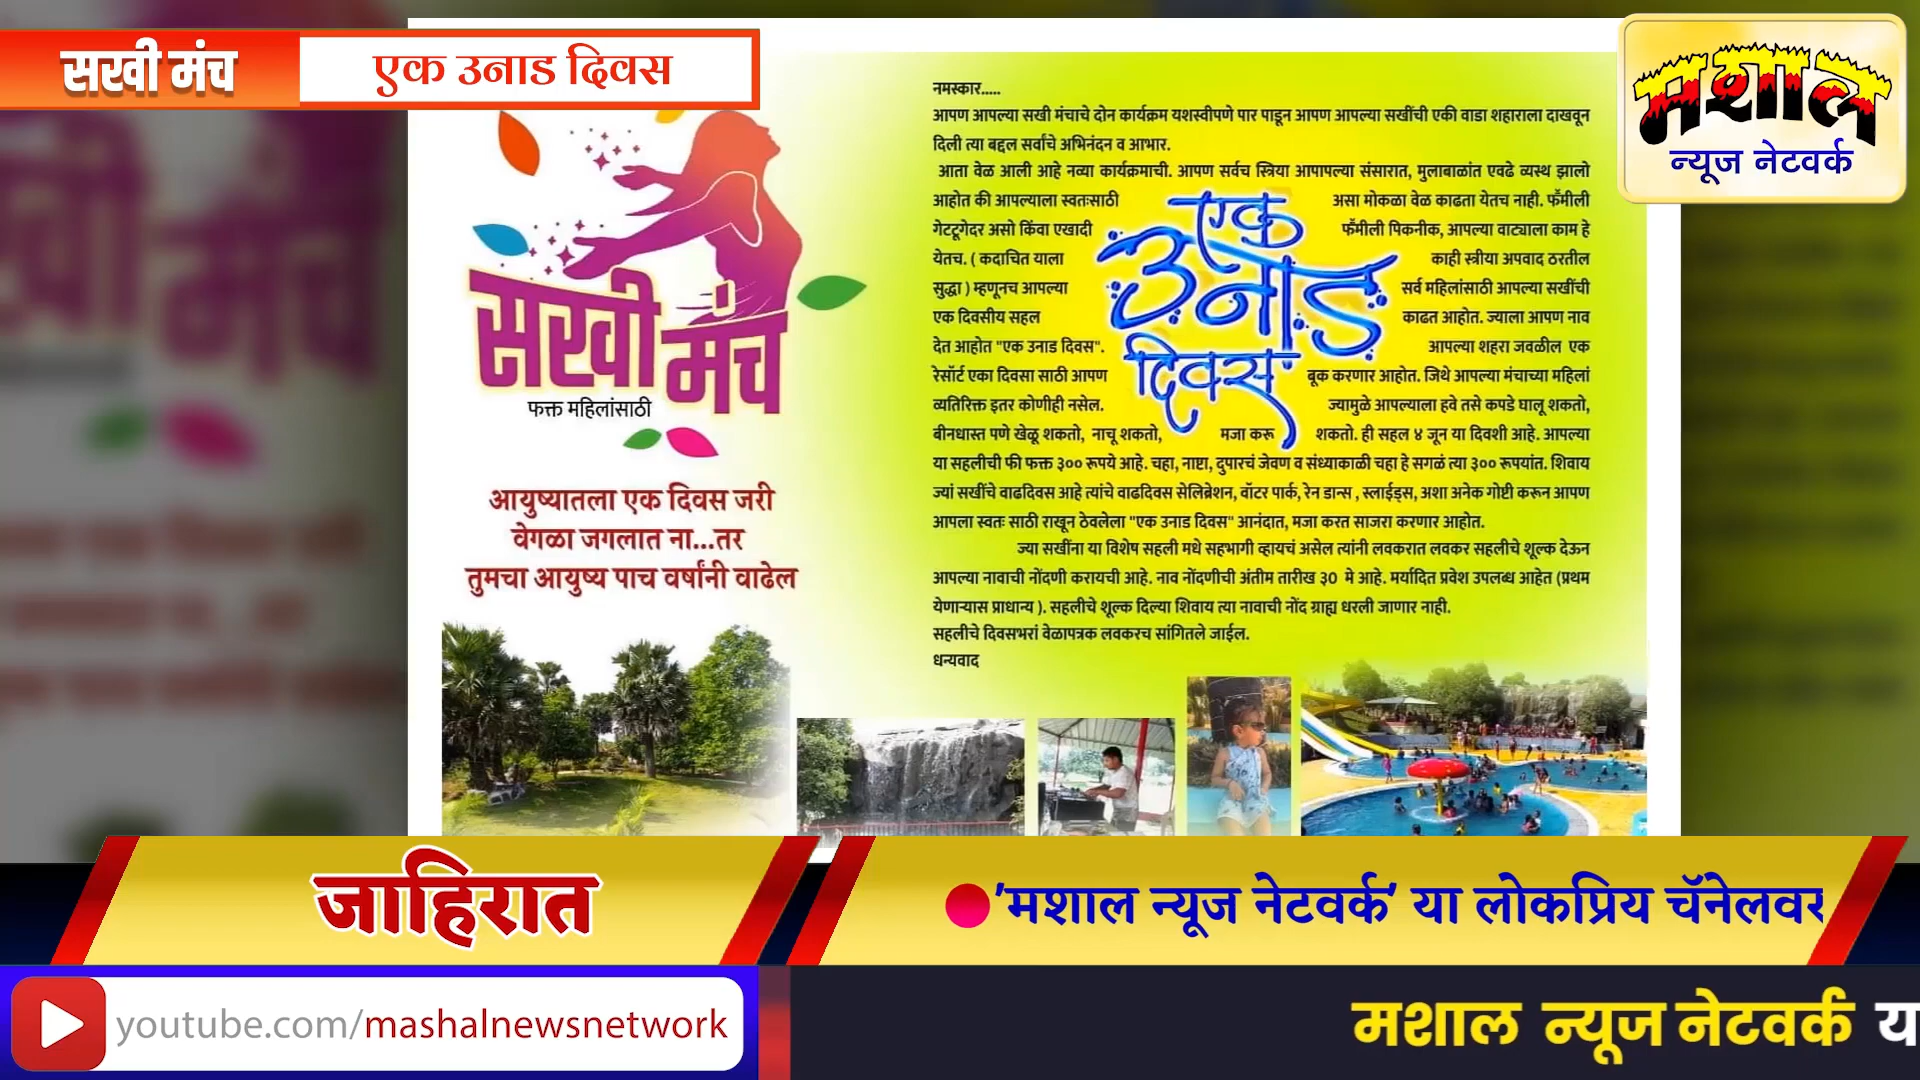 सखी मंच
एक उनाड दिवस
मशाल
न्यूज नेटवर्क
सखी मंच
फक्त महिलांसाठी
आयुष्यातला एक दिवस जरी
वेगळा जगलात ना...तर
तुमचा आयुष्य पाच वर्षांनी वाढेल
नमस्कार.....
आपण आपल्या सखी मंचाचे दोन कार्यक्रम यशस्वीपणे पार पाडून आपण आपल्या सखींची एकी वाडा शहाराला दाखवून
दिली त्या बद्दल सर्वांचे अभिनंदन व आभार.
आता वेळ आली आहे नव्या कार्यक्रमाची. आपण सर्वच स्त्रिया आपापल्या संसारात, मुलाबाळांत एवढे व्यस्थ झालो
आहोत की आपल्याला स्वतःसाठी असा मोकळा वेळ काढता येतच नाही. फॅमीली
गेटटूगेदर असो किंवा एखादी फॅमीली पिकनीक, आपल्या वाट्याला काम हे
येतच. ( कदाचित याला काही स्त्रीया अपवाद ठरतील
सुद्धा ) म्हणूनच आपल्या सर्व महिलांसाठी आपल्या सखींची
एक दिवसीय सहल काढत आहोत. ज्याला आपण नाव
देत आहोत "एक उनाड दिवस". आपल्या शहरा जवळील एक
रेसॉर्ट एका दिवसा साठी आपण बूक करणार आहोत. जिथे आपल्या मंचाच्या महिलां
व्यतिरिक्त इतर कोणीही नसेल. ज्यामुळे आपल्याला हवे तसे कपडे घालू शकतो,
बीनधास्त पणे खेळू शकतो, नाचू शकतो, मजा करू शकतो. ही सहल ४ जून या दिवशी आहे. आपल्या
या सहलीची फी फक्त ३०० रूपये आहे. चहा, नाष्टा, दुपारचं जेवण व संध्याकाळी चहा हे सगळं त्या ३०० रूपयांत. शिवाय
ज्यां सखींचे वाढदिवस आहे त्यांचे वाढदिवस सेलिब्रेशन, वॉटर पार्क, रेन डान्स , स्लाईड्स, अशा अनेक गोष्टी करून आपण
आपला स्वतः साठी राखून ठेवलेला "एक उनाड दिवस" आनंदात, मजा करत साजरा करणार आहोत.
ज्या सखींना या विशेष सहली मधे सहभागी व्हायचं असेल त्यांनी लवकरात लवकर सहलीचे शूल्क देऊन
आपल्या नावाची नोंदणी करायची आहे. नाव नोंदणीची अंतीम तारीख ३० मे आहे. मर्यादित प्रवेश उपलब्ध आहेत (प्रथम
येणाऱ्यास प्राधान्य ). सहलीचे शूल्क दिल्या शिवाय त्या नावाची नोंद ग्राह्य धरली जाणार नाही.
सहलीचे दिवसभरां वेळापत्रक लवकरच सांगितले जाईल.
धन्यवाद
एक
उनाड
दिवस
जाहिरात
'मशाल न्यूज नेटवर्क' या लोकप्रिय चॅनेलवर
youtube.com/mashalnewsnetwork
मशाल न्यूज नेटवर्क य